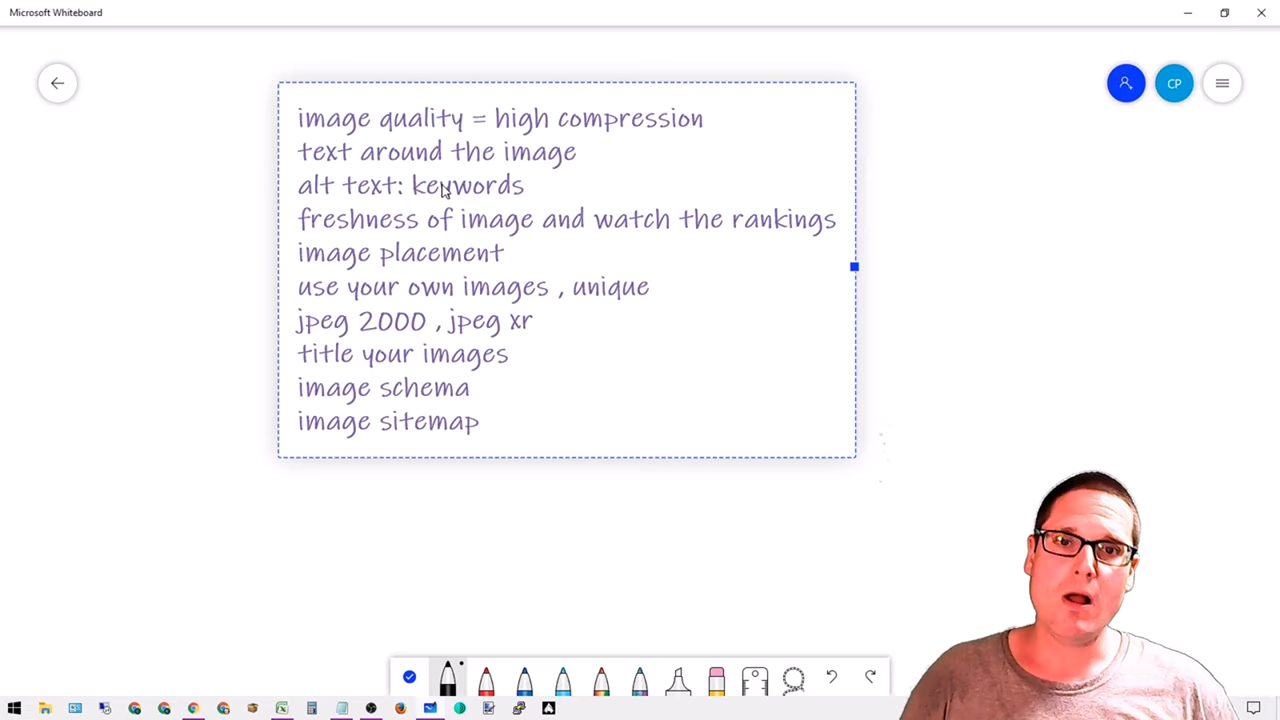 Microsoft Whiteboard
CP
image quality = high compression
text around the image
alt text: keywords
freshness of image and watch the rankings
image placement
use your own images , unique
jpeg 2000 , jpeg xr
title your images
image schema
image sitemap